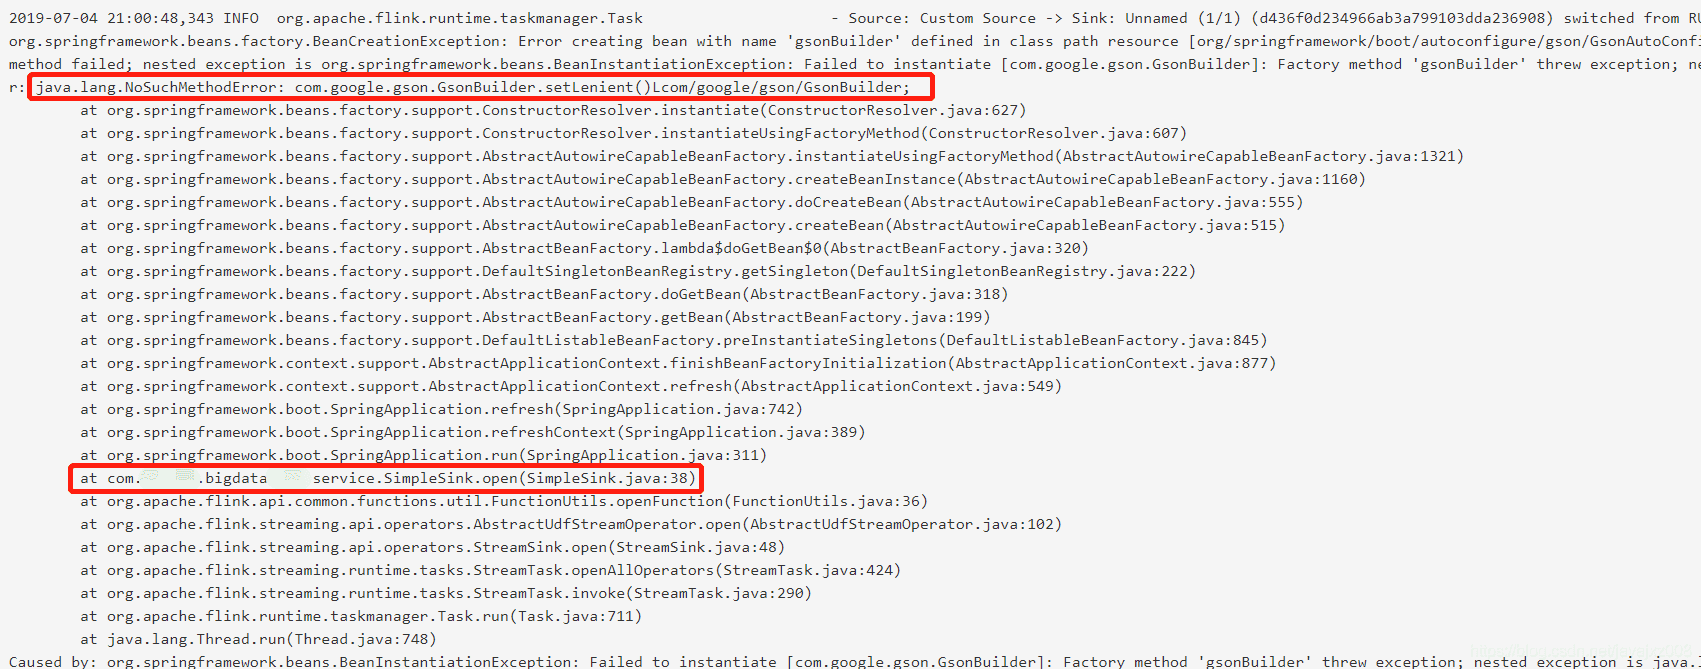 2019-07-04 21:00:48,343 INFO  org.apache.flink.runtime.taskmanager.Task                     - Source: Custom Source -> Sink: Unnamed (1/1) (d436f0d234966ab3a799103dda236908) switched from RU
org.springframework.beans.factory.BeanCreationException: Error creating bean with name 'gsonBuilder' defined in class path resource [org/springframework/boot/autoconfigure/gson/GsonAutoConfi
method failed; nested exception is org.springframework.beans.BeanInstantiationException: Failed to instantiate [com.google.gson.GsonBuilder]: Factory method 'gsonBuilder' threw exception; ne
r: java.lang.NoSuchMethodError: com.google.gson.GsonBuilder.setLenient()Lcom/google/gson/GsonBuilder;
at org.springframework.beans.factory.support.ConstructorResolver.instantiate(ConstructorResolver.java:627)
at org.springframework.beans.factory.support.ConstructorResolver.instantiateUsingFactoryMethod(ConstructorResolver.java:607)
at org.springframework.beans.factory.support.AbstractAutowireCapableBeanFactory.instantiateUsingFactoryMethod(AbstractAutowireCapableBeanFactory.java:1321)
at org.springframework.beans.factory.support.AbstractAutowireCapableBeanFactory.createBeanInstance(AbstractAutowireCapableBeanFactory.java:1160)
at org.springframework.beans.factory.support.AbstractAutowireCapableBeanFactory.doCreateBean(AbstractAutowireCapableBeanFactory.java:555)
at org.springframework.beans.factory.support.AbstractAutowireCapableBeanFactory.createBean(AbstractAutowireCapableBeanFactory.java:515)
at org.springframework.beans.factory.support.AbstractBeanFactory.lambda$doGetBean$0(AbstractBeanFactory.java:320)
at org.springframework.beans.factory.support.DefaultSingletonBeanRegistry.getSingleton(DefaultSingletonBeanRegistry.java:222)
at org.springframework.beans.factory.support.AbstractBeanFactory.doGetBean(AbstractBeanFactory.java:318)
at org.springframework.beans.factory.support.AbstractBeanFactory.getBean(AbstractBeanFactory.java:199)
at org.springframework.beans.factory.support.DefaultListableBeanFactory.preInstantiateSingletons(DefaultListableBeanFactory.java:845)
at org.springframework.context.support.AbstractApplicationContext.finishBeanFactoryInitialization(AbstractApplicationContext.java:877)
at org.springframework.context.support.AbstractApplicationContext.refresh(AbstractApplicationContext.java:549)
at org.springframework.boot.SpringApplication.refresh(SpringApplication.java:742)
at org.springframework.boot.SpringApplication.refreshContext(SpringApplication.java:389)
at org.springframework.boot.SpringApplication.run(SpringApplication.java:311)
at com. .bigdata service.SimpleSink.open(SimpleSink.java:38)
at org.apache.flink.api.common.functions.util.FunctionUtils.openFunction(FunctionUtils.java:36)
at org.apache.flink.streaming.api.operators.AbstractUdfStreamOperator.open(AbstractUdfStreamOperator.java:102)
at org.apache.flink.streaming.api.operators.StreamSink.open(StreamSink.java:48)
at org.apache.flink.streaming.runtime.tasks.StreamTask.openAllOperators(StreamTask.java:424)
at org.apache.flink.streaming.runtime.tasks.StreamTask.invoke(StreamTask.java:290)
at org.apache.flink.runtime.taskmanager.Task.run(Task.java:711)
at java.lang.Thread.run(Thread.java:748)
Caused by: org.springframework.beans.BeanInstantiationException: Failed to instantiate [com.google.gson.GsonBuilder]: Factory method 'gsonBuilder' threw exception; nested exception is java.